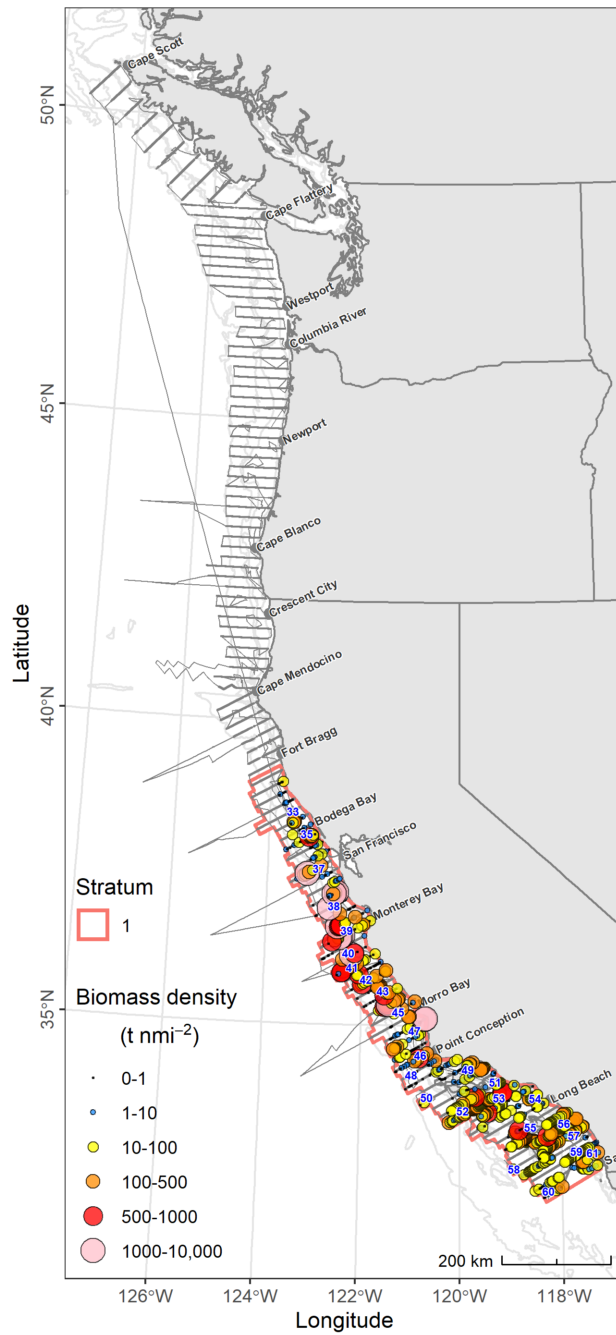 Cape Scott
50°N
Cape Flattery
Westport
Columbia River
45°N
Newport
Cape Blanco
Crescent City
Latitude
Cape Mendocino
40°N
Fort Bragg
33
Bodega Bay
35
San Francisco
37
Stratum
38
1
Monterey Bay
39
40
41
42
Biomass density
43
Morro Bay
35°N
45
(t nmi⁻²)
47
Point Conception
46
0-1
48
49
51
1-10
50
53
54
Long Beach
52
10-100
56
55
57
100-500
59
61
58
500-1000
60
1000-10,000
200 km
126°W
124°W
122°W
120°W
118°W
Longitude